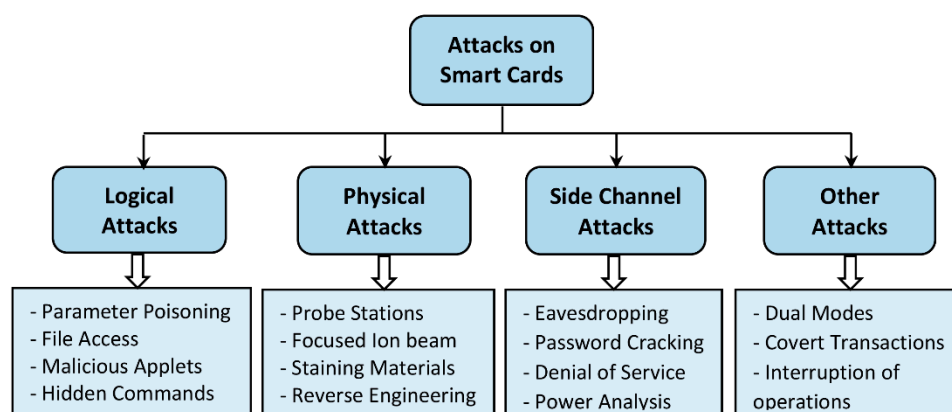 Attacks on
Smart Cards
Logical
Attacks
Physical
Attacks
Side Channel
Attacks
Other
Attacks
- Parameter Poisoning
- File Access
- Malicious Applets
- Hidden Commands
- Probe Stations
- Focused Ion beam
- Staining Materials
- Reverse Engineering
- Eavesdropping
- Password Cracking
- Denial of Service
- Power Analysis
- Dual Modes
- Covert Transactions
- Interruption of
operations